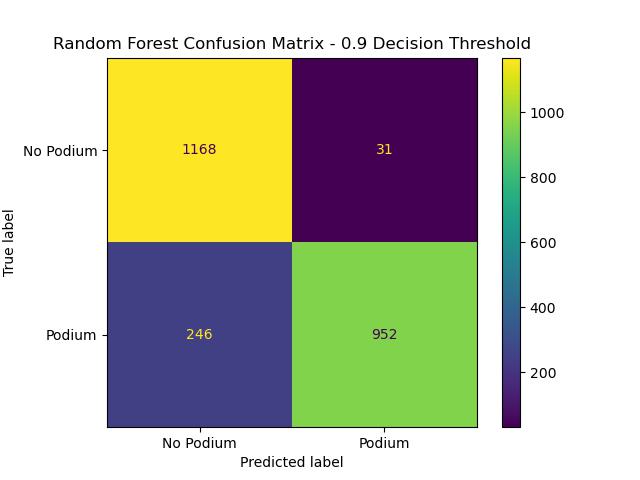 Random Forest Confusion Matrix - 0.9 Decision Threshold
True label
No Podium
1168
31
Podium
246
952
No Podium
Podium
Predicted label
1000
800
600
400
200